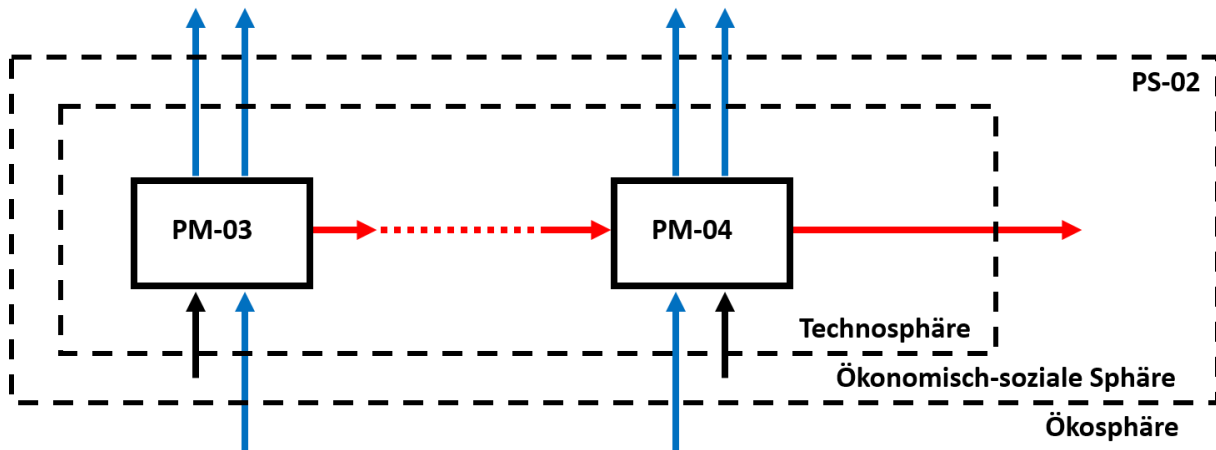 PS-02
PM-03
PM-04
Technosphäre
Ökonomisch-soziale Sphäre
Ökosphäre